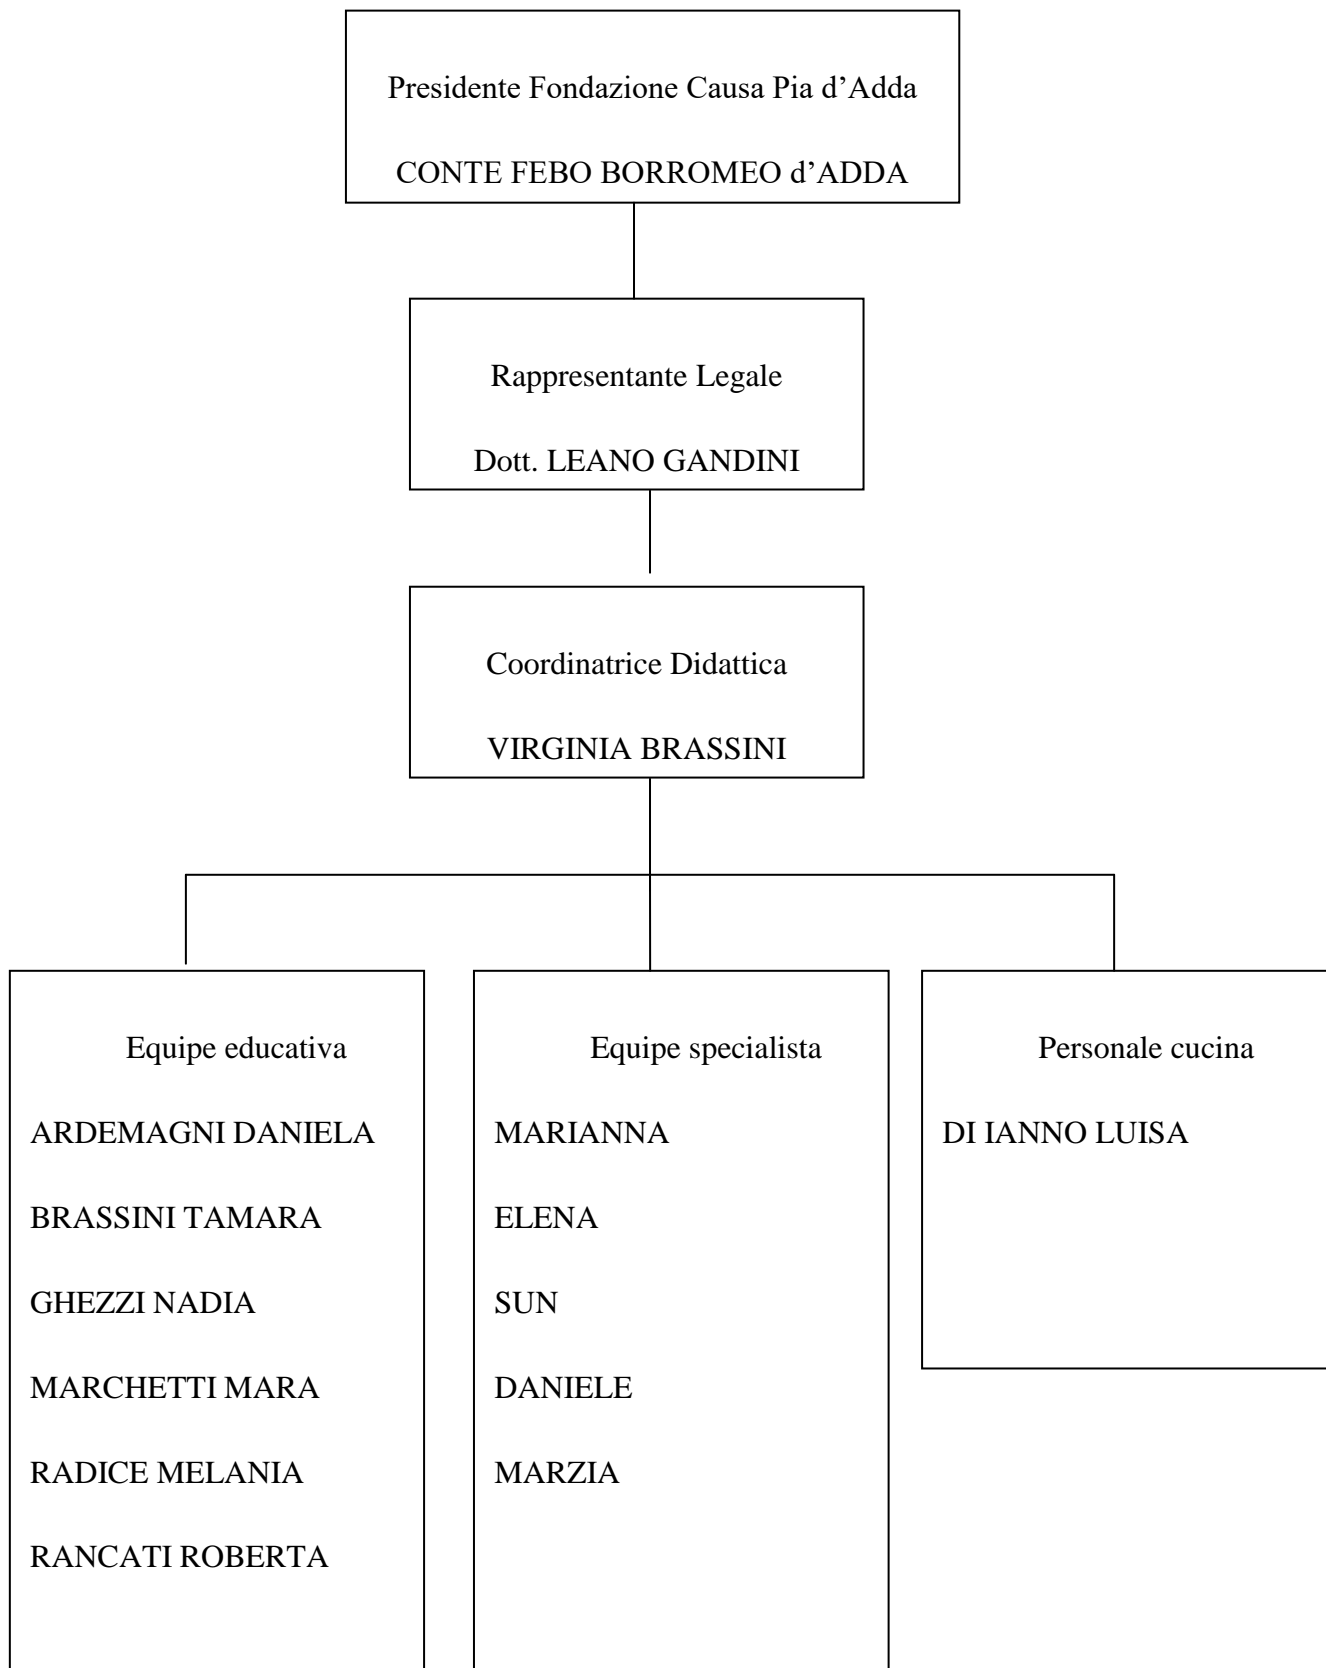 Presidente Fondazione Causa Pia d’Adda
CONTE FEBO BORROMEO d’ADDA
Rappresentante Legale
Dott. LEANO GANDINI
Coordinatrice Didattica
VIRGINIA BRASSINI
Equipe educativa
ARDEMAGNI DANIELA
BRASSINI TAMARA
GHEZZI NADIA
MARCHETTI MARA
RADICE MELANIA
RANCATI ROBERTA
Equipe specialista
MARIANNA
ELENA
SUN
DANIELE
MARZIA
Personale cucina
DI IANNO LUISA